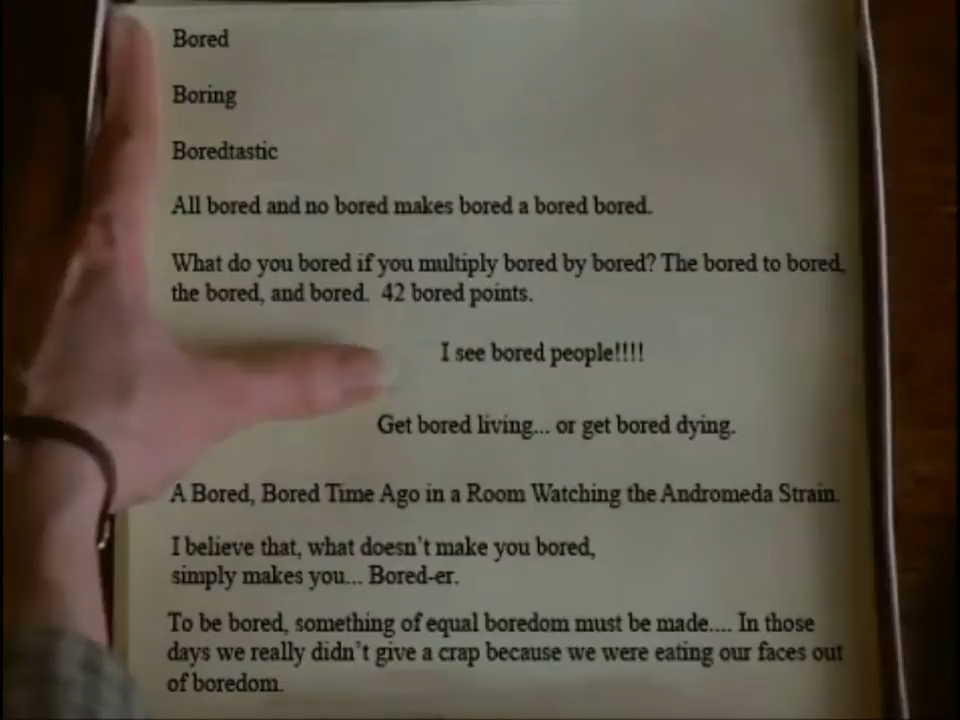 Bored
Boring
Boredtastic
All bored and no bored makes bored a bored bored.
What do you bored if you multiply bored by bored? The bored to bored,
the bored, and bored.  42 bored points.
I see bored people!!!!
Get bored living... or get bored dying.
A Bored, Bored Time Ago in a Room Watching the Andromeda Strain.
I believe that, what doesn't make you bored,
simply makes you... Bored-er.
To be bored, something of equal boredom must be made.... In those
days we really didn't give a crap because we were eating our faces out
of boredom.